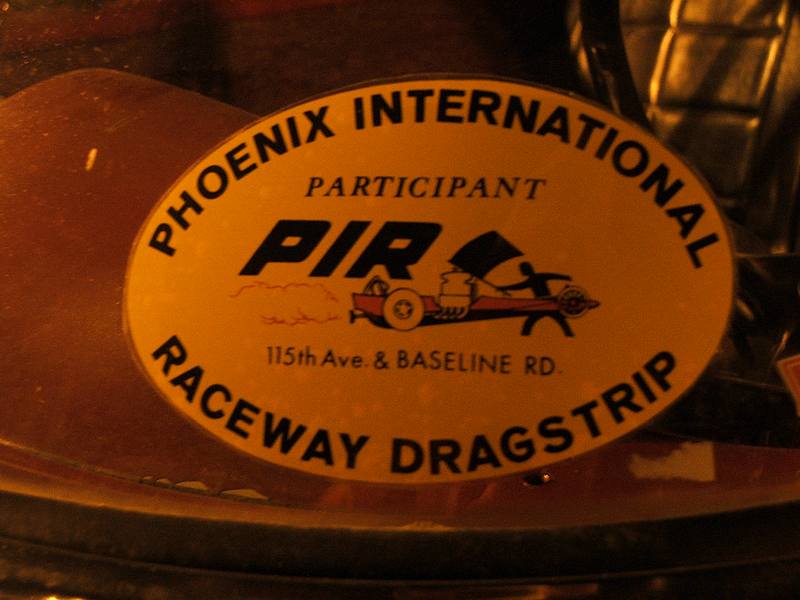 PHOENIX INTERNATIONAL
PARTICIPANT
PIR
115th Ave. & BASELINE RD.
RACEWAY DRAGSTRIP